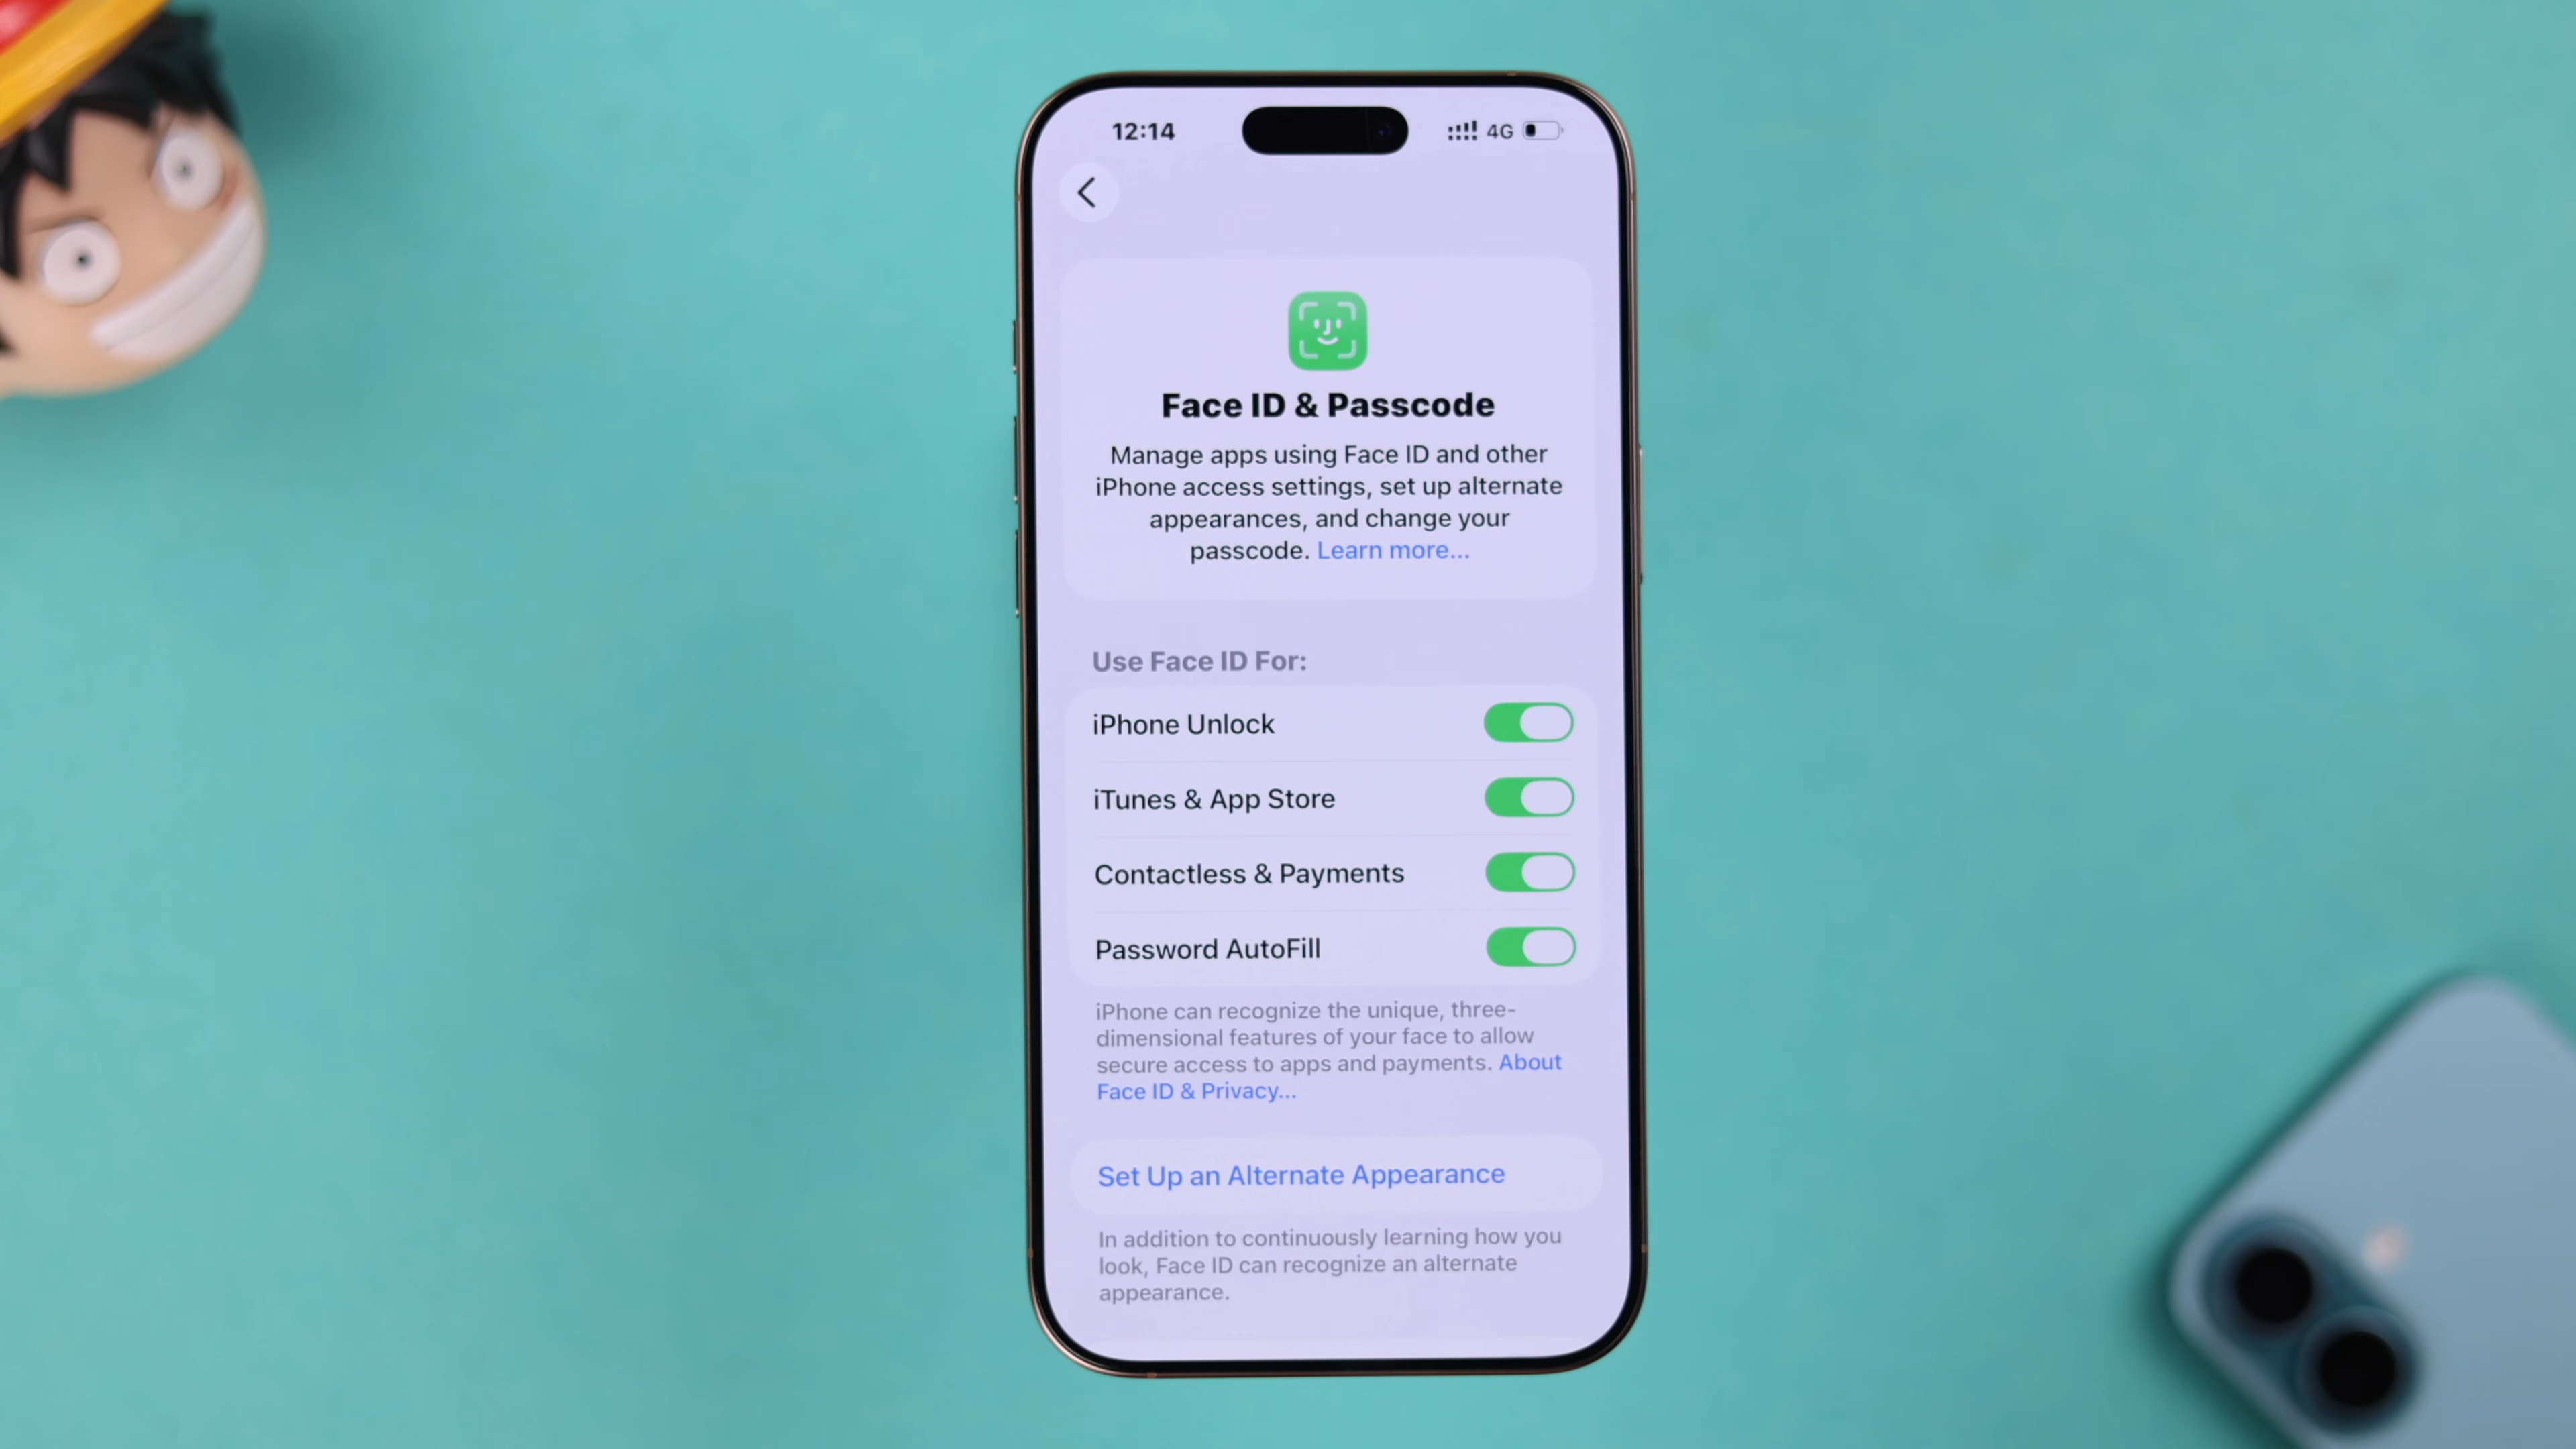 12:14
4G
Face ID & Passcode
Manage apps using Face ID and other
iPhone access settings, set up alternate
appearances, and change your
passcode. Learn more...
Use Face ID For:
iPhone Unlock
iTunes & App Store
Contactless & Payments
Password AutoFill
iPhone can recognize the unique, three-
dimensional features of your face to allow
secure access to apps and payments. About
Face ID & Privacy...
Set Up an Alternate Appearance
In addition to continuously learning how you
look, Face ID can recognize an alternate
appearance.